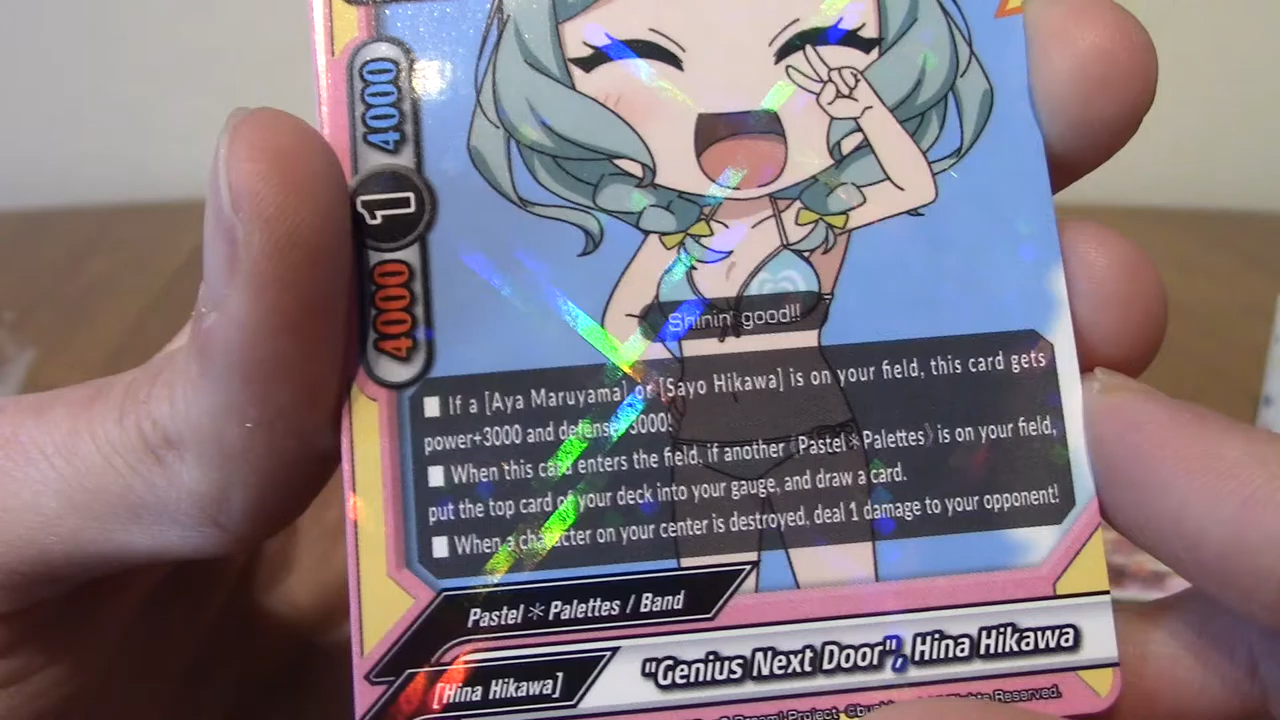 4000
1
4000
Shinin' good!!
■ If a [Aya Maruyama] or [Sayo Hikawa] is on your field, this card gets
power+3000 and defense+3000!
■ When this card enters the field, if another 《Pastel＊Palettes》 is on your field,
put the top card of your deck into your gauge, and draw a card.
■ When a character on your center is destroyed, deal 1 damage to your opponent!
Pastel＊Palettes / Band
"Genius Next Door", Hina Hikawa
[Hina Hikawa]
Project Rights Reserved.